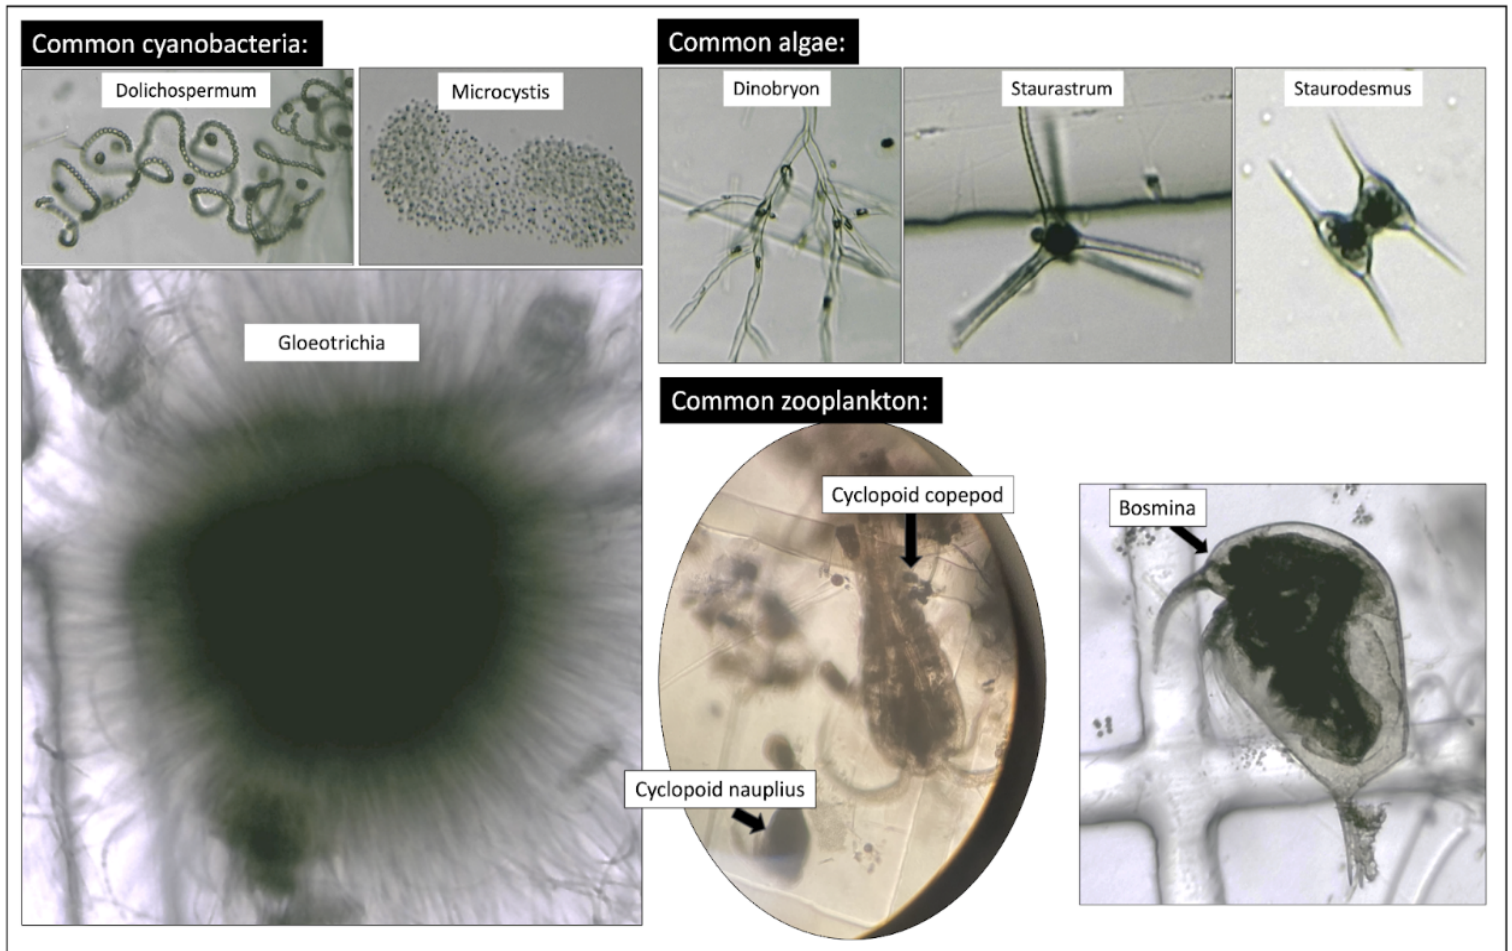 Common cyanobacteria:
Dolichospermum
Microcystis
Gloeotrichia
Common algae:
Dinobryon
Staurastrum
Staurodesmus
Common zooplankton:
Cyclopoid copepod
Cyclopoid nauplius
Bosmina